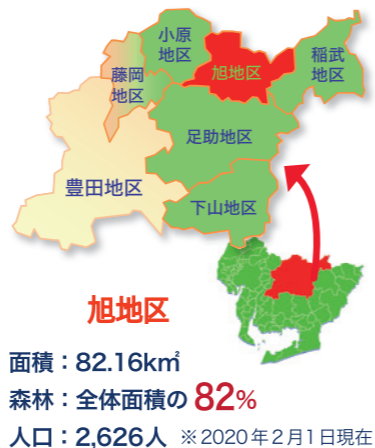 小原
地区
稲武
地区
旭地区
藤岡
地区
足助地区
豊田地区
下山地区
旭地区
面積：82.16k㎡
森林：全体面積の82%
人口：2,626人 ※2020年2月1日現在